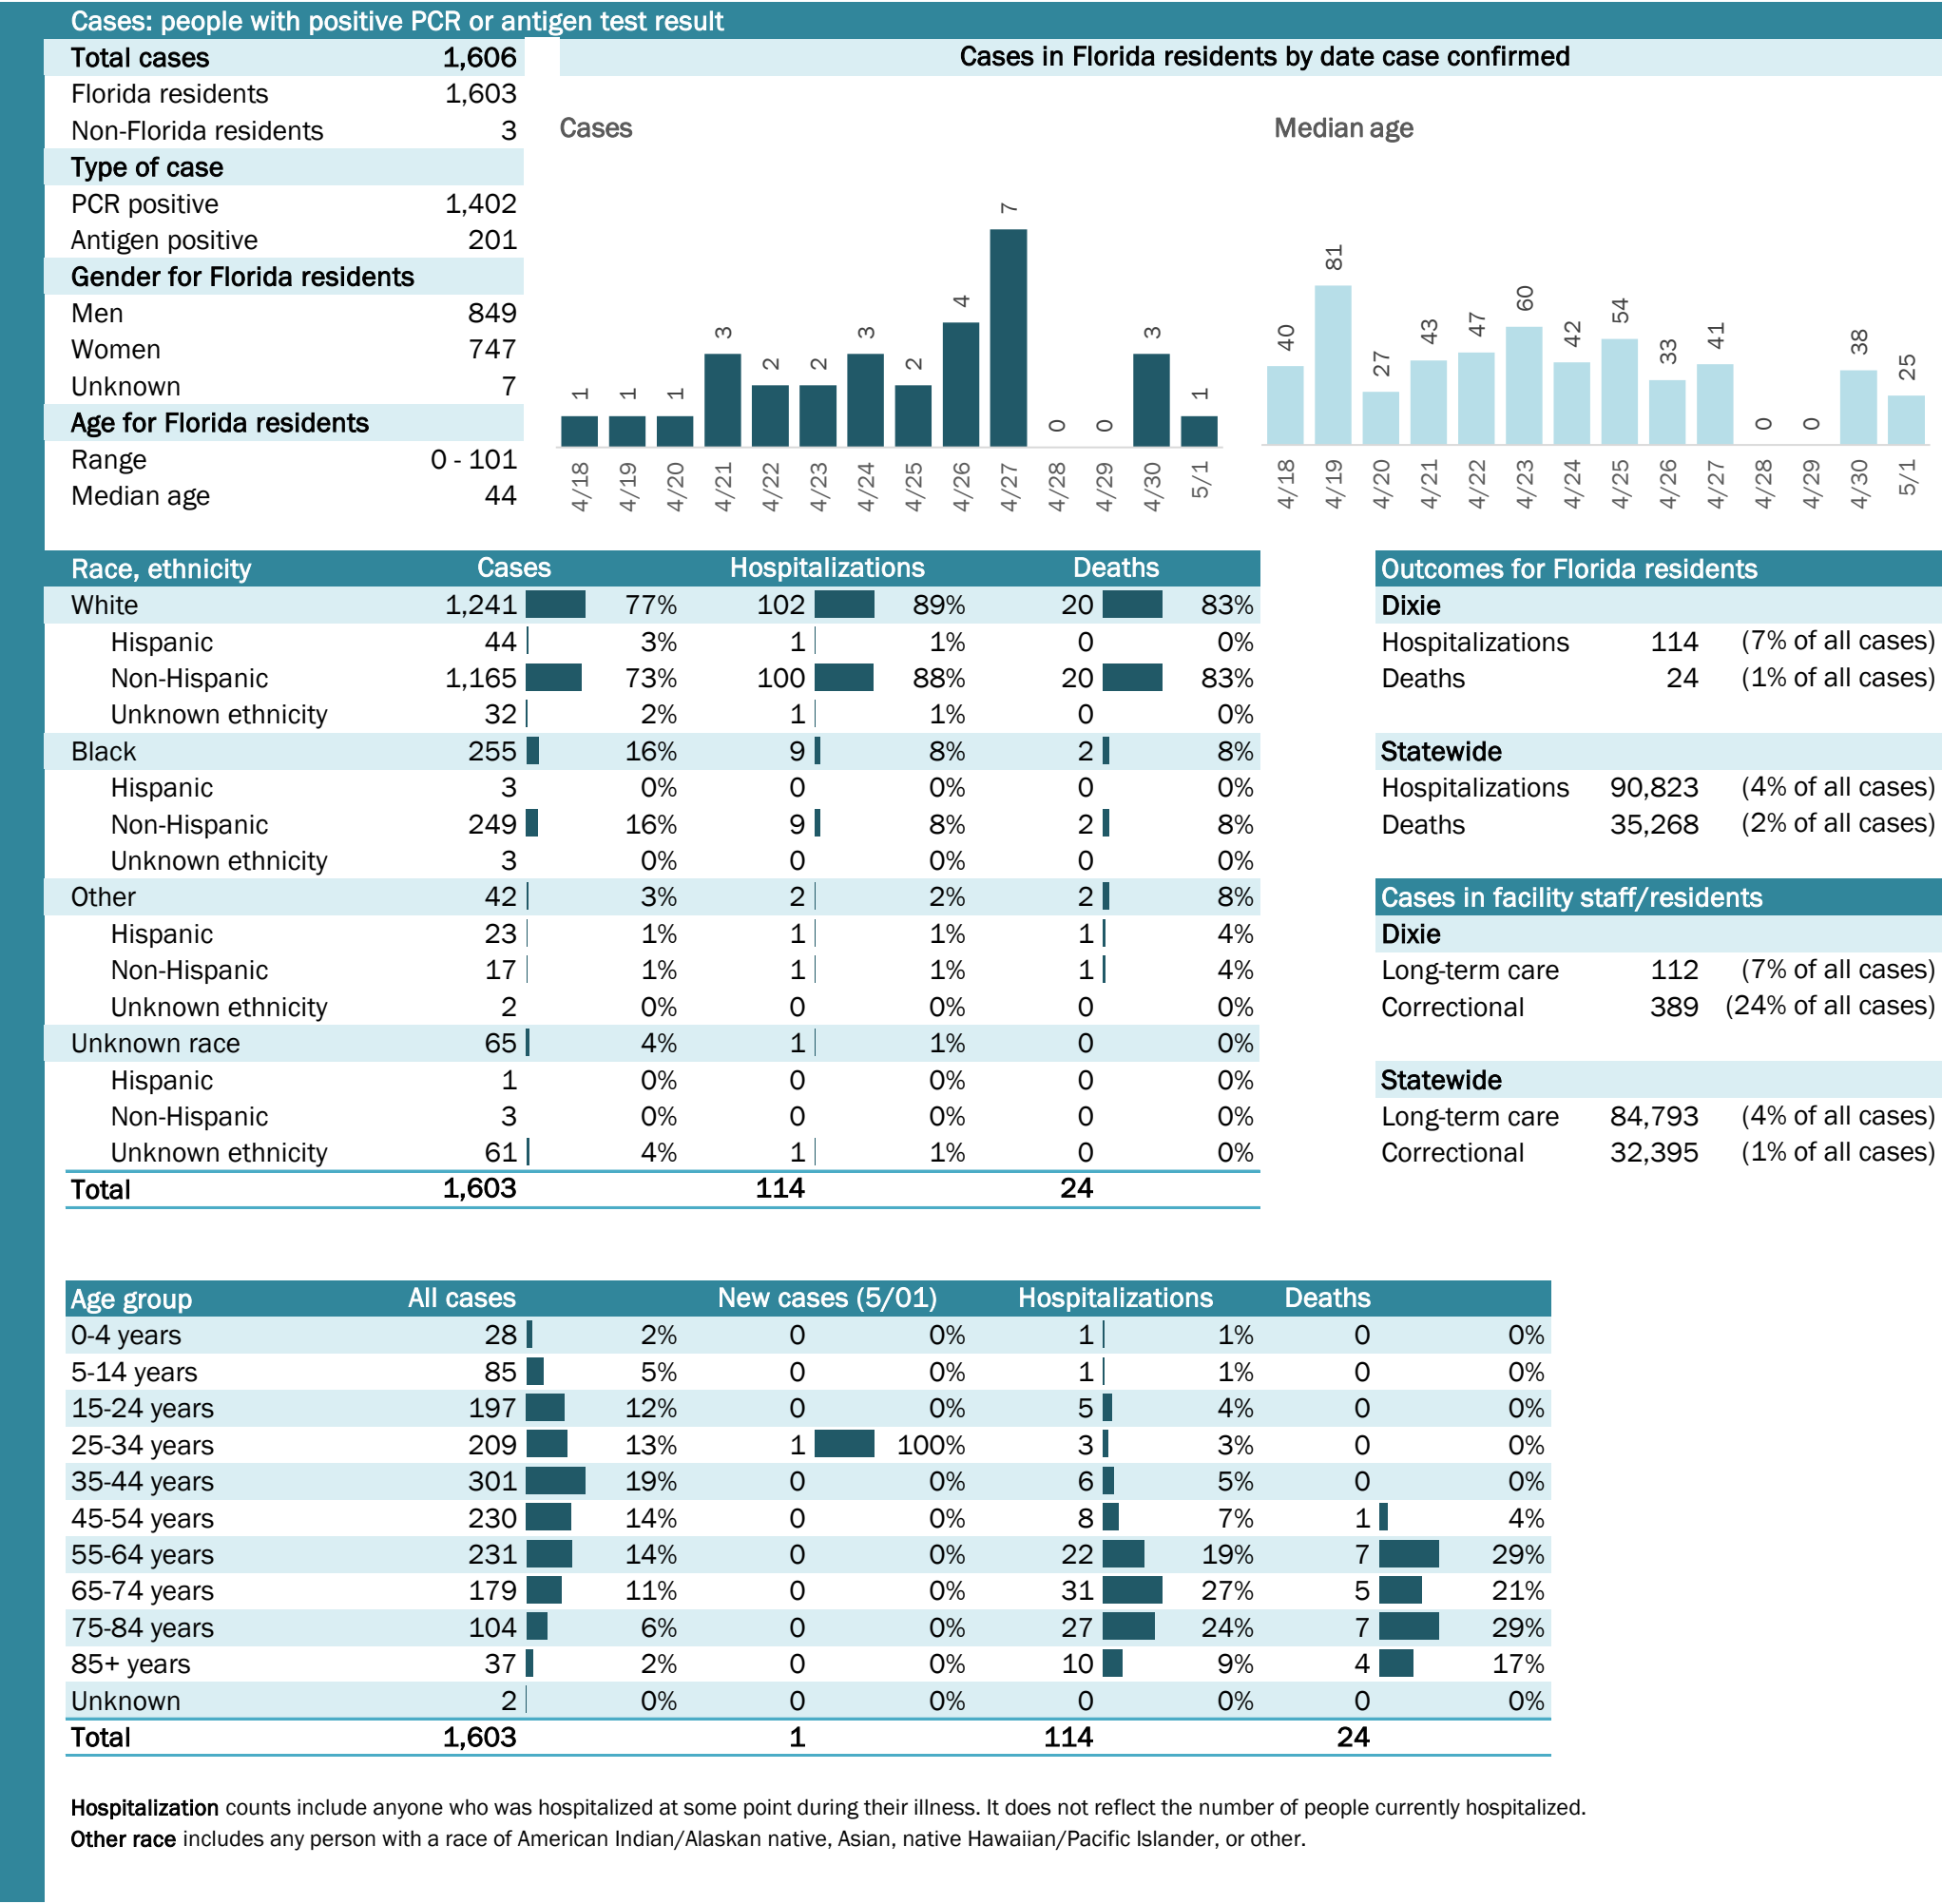 Cases: people with positive PCR or antigen test result
Total cases 1,606
Florida residents 1,603
Non-Florida residents 3
Type of case
PCR positive 1,402
Antigen positive 201
Gender for Florida residents
Men 849
Women 747
Unknown 7
Age for Florida residents
Range 0 - 101
Median age 44
Cases in Florida residents by date case confirmed
Cases
1 1 1 3 2 2 3 2 4 7 0 0 3 1
4/18 4/19 4/20 4/21 4/22 4/23 4/24 4/25 4/26 4/27 4/28 4/29 4/30 5/1
Median age
40 81 27 43 47 60 42 54 33 41 0 0 38 25
4/18 4/19 4/20 4/21 4/22 4/23 4/24 4/25 4/26 4/27 4/28 4/29 4/30 5/1
Race, ethnicity Cases Hospitalizations Deaths
White 1,241 77% 102 89% 20 83%
Hispanic 44 3% 1 1% 0 0%
Non-Hispanic 1,165 73% 100 88% 20 83%
Unknown ethnicity 32 2% 1 1% 0 0%
Black 255 16% 9 8% 2 8%
Hispanic 3 0% 0 0% 0 0%
Non-Hispanic 249 16% 9 8% 2 8%
Unknown ethnicity 3 0% 0 0% 0 0%
Other 42 3% 2 2% 2 8%
Hispanic 23 1% 1 1% 1 4%
Non-Hispanic 17 1% 1 1% 1 4%
Unknown ethnicity 2 0% 0 0% 0 0%
Unknown race 65 4% 1 1% 0 0%
Hispanic 1 0% 0 0% 0 0%
Non-Hispanic 3 0% 0 0% 0 0%
Unknown ethnicity 61 4% 1 1% 0 0%
Total 1,603 114 24
Outcomes for Florida residents
Dixie
Hospitalizations 114 (7% of all cases)
Deaths 24 (1% of all cases)
Statewide
Hospitalizations 90,823 (4% of all cases)
Deaths 35,268 (2% of all cases)
Cases in facility staff/residents
Dixie
Long-term care 112 (7% of all cases)
Correctional 389 (24% of all cases)
Statewide
Long-term care 84,793 (4% of all cases)
Correctional 32,395 (1% of all cases)
Age group All cases New cases (5/01) Hospitalizations Deaths
0-4 years 28 2% 0 0% 1 1% 0 0%
5-14 years 85 5% 0 0% 1 1% 0 0%
15-24 years 197 12% 0 0% 5 4% 0 0%
25-34 years 209 13% 1 100% 3 3% 0 0%
35-44 years 301 19% 0 0% 6 5% 0 0%
45-54 years 230 14% 0 0% 8 7% 1 4%
55-64 years 231 14% 0 0% 22 19% 7 29%
65-74 years 179 11% 0 0% 31 27% 5 21%
75-84 years 104 6% 0 0% 27 24% 7 29%
85+ years 37 2% 0 0% 10 9% 4 17%
Unknown 2 0% 0 0% 0 0% 0 0%
Total 1,603 1 114 24
Hospitalization counts include anyone who was hospitalized at some point during their illness. It does not reflect the number of people currently hospitalized.
Other race includes any person with a race of American Indian/Alaskan native, Asian, native Hawaiian/Pacific Islander, or other.